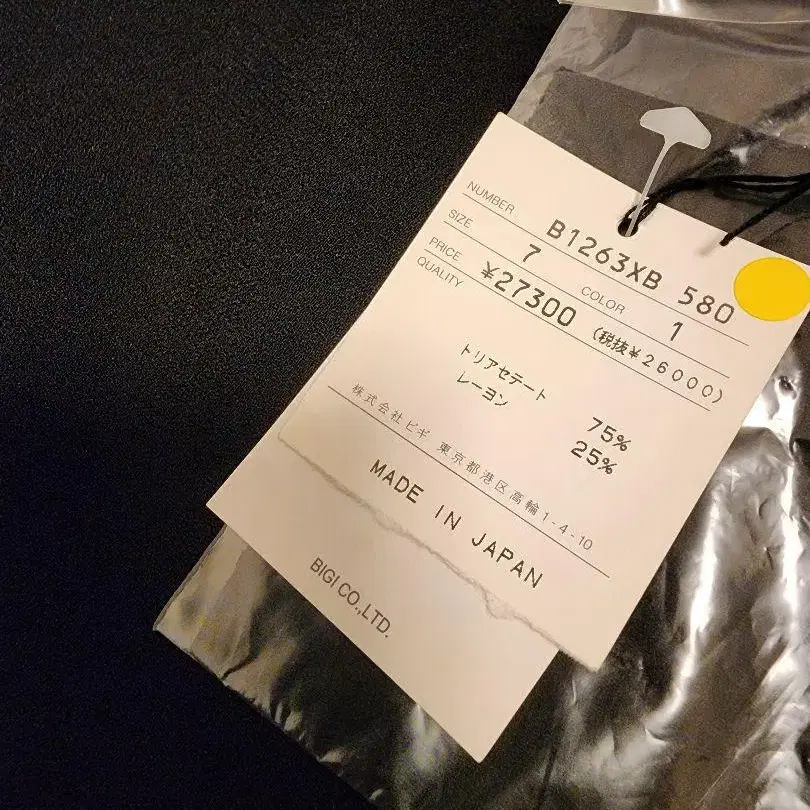 NUMBER B1263XB 580
SIZE 7 COLOR 1
PRICE ¥27300 (税抜¥26000)
QUALITY
トリアセテート 75%
レーヨン 25%
株式会社ビギ 東京都港区高輪1-4-10
MADE IN JAPAN
BIGI CO.,LTD.